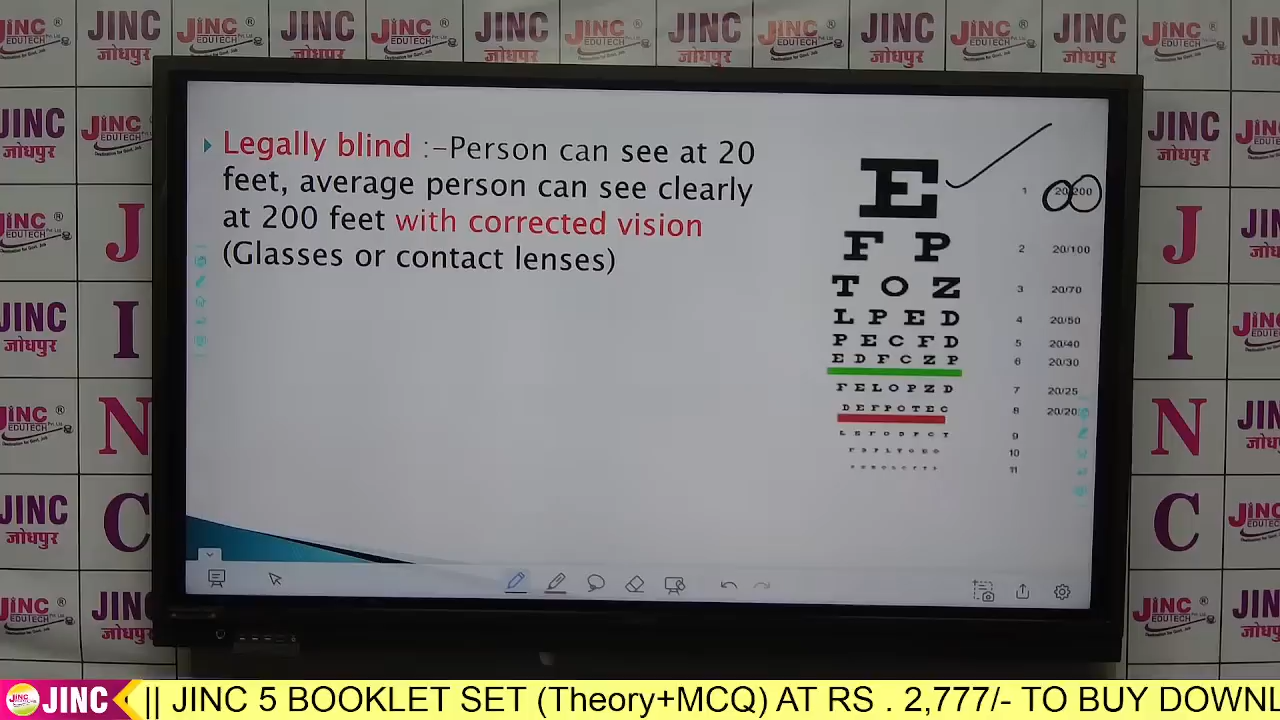 Legally blind :-Person can see at 20
feet, average person can see clearly
at 200 feet with corrected vision
(Glasses or contact lenses)
E 1 20/200
F P 2 20/100
T O Z 3 20/70
L P E D 4 20/50
P E C F D 5 20/40
E D F C Z P 6 20/30
F E L O P Z D 7 20/25
D E F P O T E C 8 20/20
9
10
11
JINC
EDUTECH
जोधपुर
J
I
N
C
J
I
N
C
JINC || JINC 5 BOOKLET SET (Theory+MCQ) AT RS . 2,777/- TO BUY DOWNL